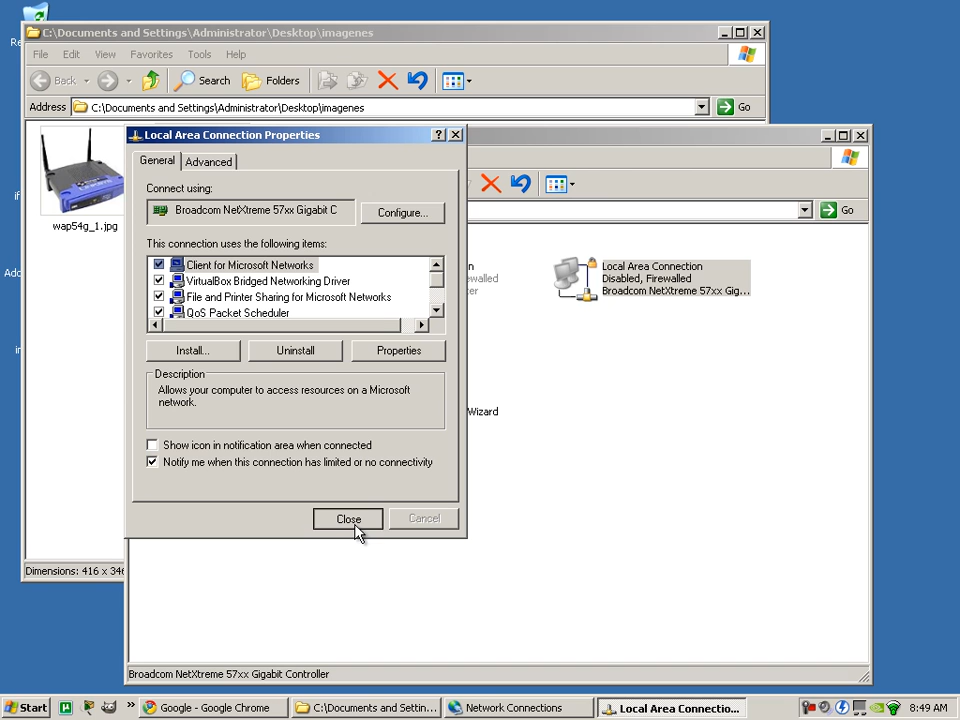 C:\Documents and Settings\Administrator\Desktop\imagenes
File Edit View Favorites Tools Help
Back Search Folders
Address C:\Documents and Settings\Administrator\Desktop\imagenes Go
wap54g_1.jpg
Dimensions: 416 x 346
Go
Local Area Connection
Disabled, Firewalled
Broadcom NetXtreme 57xx Gig...
Wizard
Broadcom NetXtreme 57xx Gigabit Controller
Local Area Connection Properties
General Advanced
Connect using:
Broadcom NetXtreme 57xx Gigabit C
Configure...
This connection uses the following items:
Client for Microsoft Networks
VirtualBox Bridged Networking Driver
File and Printer Sharing for Microsoft Networks
QoS Packet Scheduler
Install... Uninstall Properties
Description
Allows your computer to access resources on a Microsoft
network.
Show icon in notification area when connected
Notify me when this connection has limited or no connectivity
Close Cancel
Start Google - Google Chrome C:\Documents and Settin... Network Connections Local Area Connectio... 8:49 AM